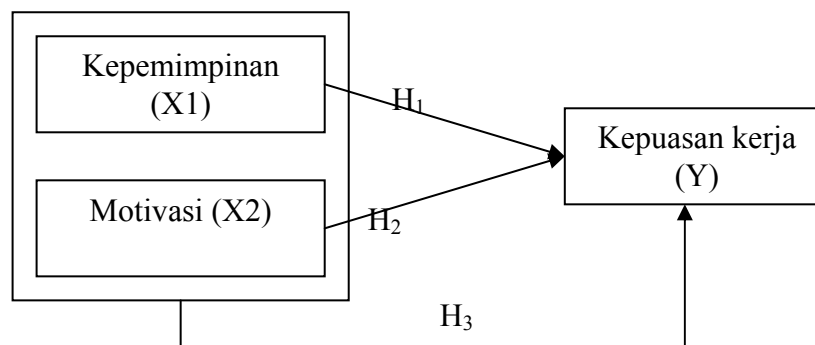 Kepemimpinan
(X1)
H₁
Kepuasan kerja
(Y)
Motivasi (X2)
H₂
H₃